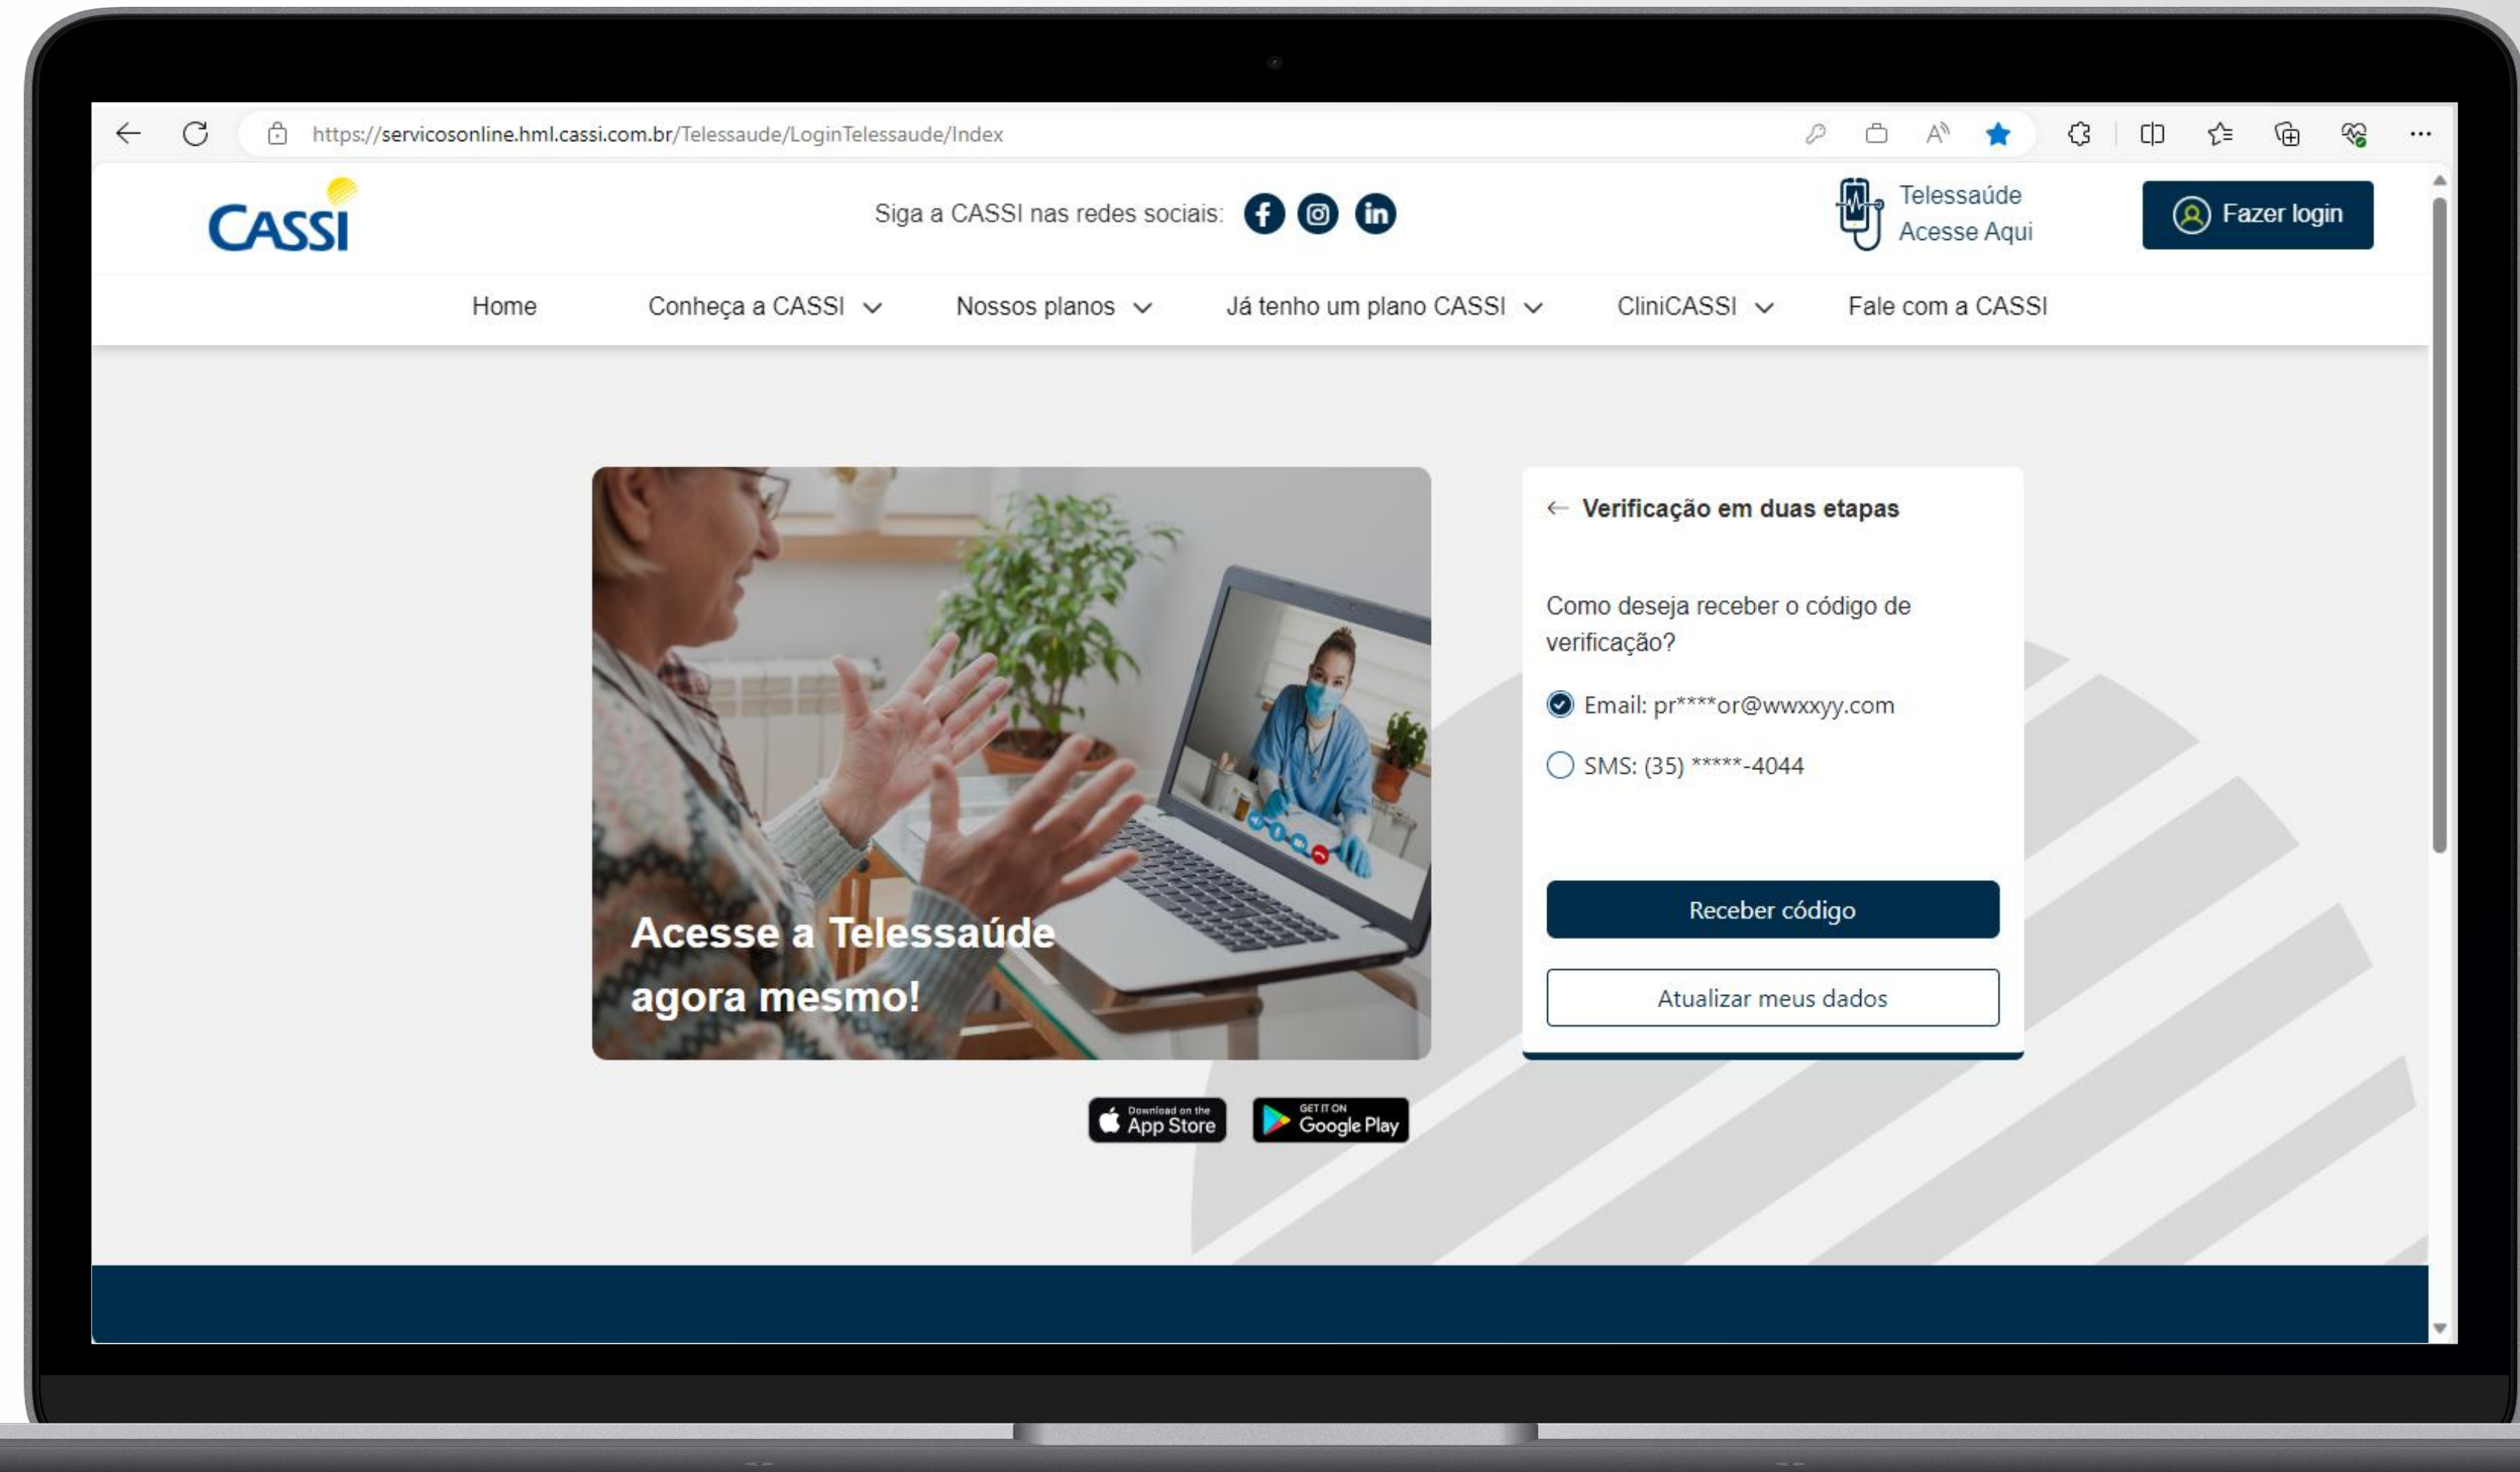 https://servicosonline.hml.cassi.com.br/Telessaude/LoginTelessaude/Index
CASSI
Siga a CASSI nas redes sociais:
Telessaúde
Acesse Aqui
Fazer login
Home
Conheça a CASSI
Nossos planos
Já tenho um plano CASSI
CliniCASSI
Fale com a CASSI
Acesse a Telessaúde
agora mesmo!
Verificação em duas etapas
Como deseja receber o código de
verificação?
Email: pr****or@wwxxyy.com
SMS: (35) *****-4044
Receber código
Atualizar meus dados
Download on the
App Store
GET IT ON
Google Play